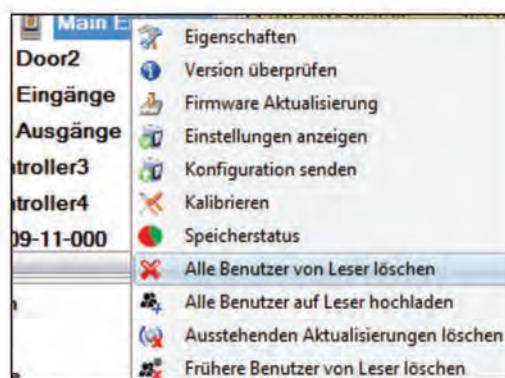 Main E
Door2
Eingänge
Ausgänge
troller3
troller4
09-11-000
Eigenschaften
Version überprüfen
Firmware Aktualisierung
Einstellungen anzeigen
Konfiguration senden
Kalibrieren
Speicherstatus
Alle Benutzer von Leser löschen
Alle Benutzer auf Leser hochladen
Ausstehenden Aktualisierungen löschen
Frühere Benutzer von Leser löschen